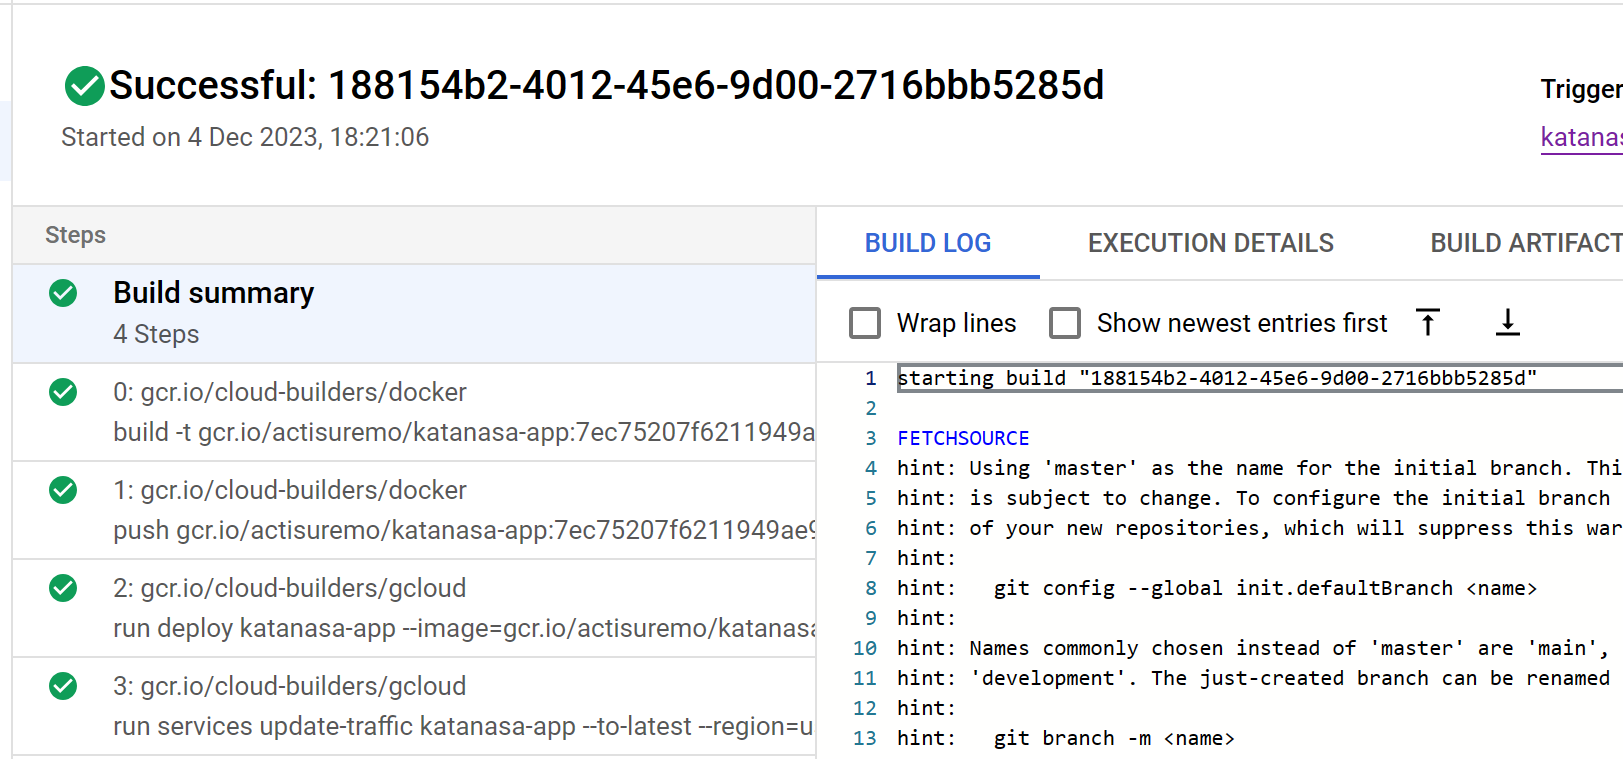 Successful: 188154b2-4012-45e6-9d00-2716bbb5285d
Started on 4 Dec 2023, 18:21:06
Trigger
katanas
Steps
Build summary
4 Steps
0: gcr.io/cloud-builders/docker
build -t gcr.io/actisuremo/katanasa-app:7ec75207f6211949a
1: gcr.io/cloud-builders/docker
push gcr.io/actisuremo/katanasa-app:7ec75207f6211949ae9
2: gcr.io/cloud-builders/gcloud
run deploy katanasa-app --image=gcr.io/actisuremo/katanasa
3: gcr.io/cloud-builders/gcloud
run services update-traffic katanasa-app --to-latest --region=u
BUILD LOG
EXECUTION DETAILS
BUILD ARTIFACT
Wrap lines
Show newest entries first
1 starting build "188154b2-4012-45e6-9d00-2716bbb5285d"
2
3 FETCHSOURCE
4 hint: Using 'master' as the name for the initial branch. Thi
5 hint: is subject to change. To configure the initial branch
6 hint: of your new repositories, which will suppress this war
7 hint:
8 hint:   git config --global init.defaultBranch <name>
9 hint:
10 hint: Names commonly chosen instead of 'master' are 'main',
11 hint: 'development'. The just-created branch can be renamed
12 hint:
13 hint:   git branch -m <name>